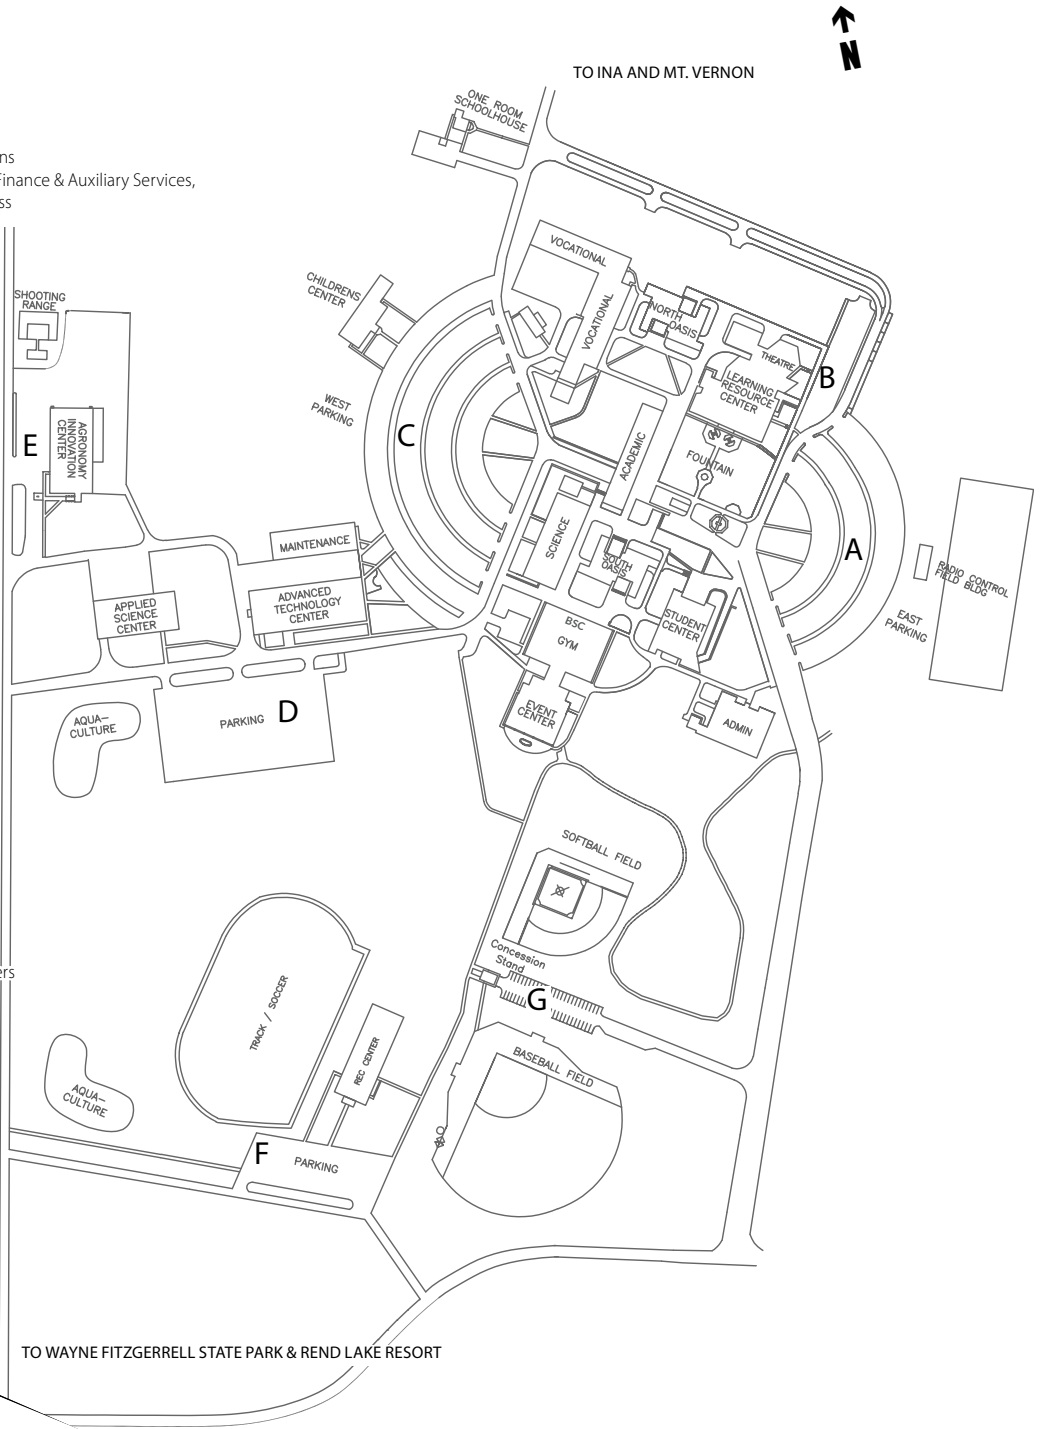 N
TO INA AND MT. VERNON
ONE ROOM
SCHOOLHOUSE
ns
Finance & Auxiliary Services,
ss
VOCATIONAL
VOCATIONAL
SHOOTING
RANGE
CHILDRENS
CENTER
NORTH
OASIS
THEATRE
B
LEARNING
RESOURCE
CENTER
WEST
PARKING
C
E
AGRONOMY
INNOVATION
CENTER
ACADEMIC
FOUNTAIN
SCIENCE
SOUTH
OASIS
A
RADIO CONTROL
FIELD BLDG
MAINTENANCE
ADVANCED
TECHNOLOGY
CENTER
APPLIED
SCIENCE
CENTER
BSC
GYM
STUDENT
CENTER
EAST
PARKING
EVENT
CENTER
ADMIN
AQUA-
CULTURE
PARKING
D
SOFTBALL FIELD
Concession
Stand
ers
G
TRACK / SOCCER
REC CENTER
BASEBALL FIELD
AQUA-
CULTURE
F
PARKING
TO WAYNE FITZGERRELL STATE PARK & REND LAKE RESORT